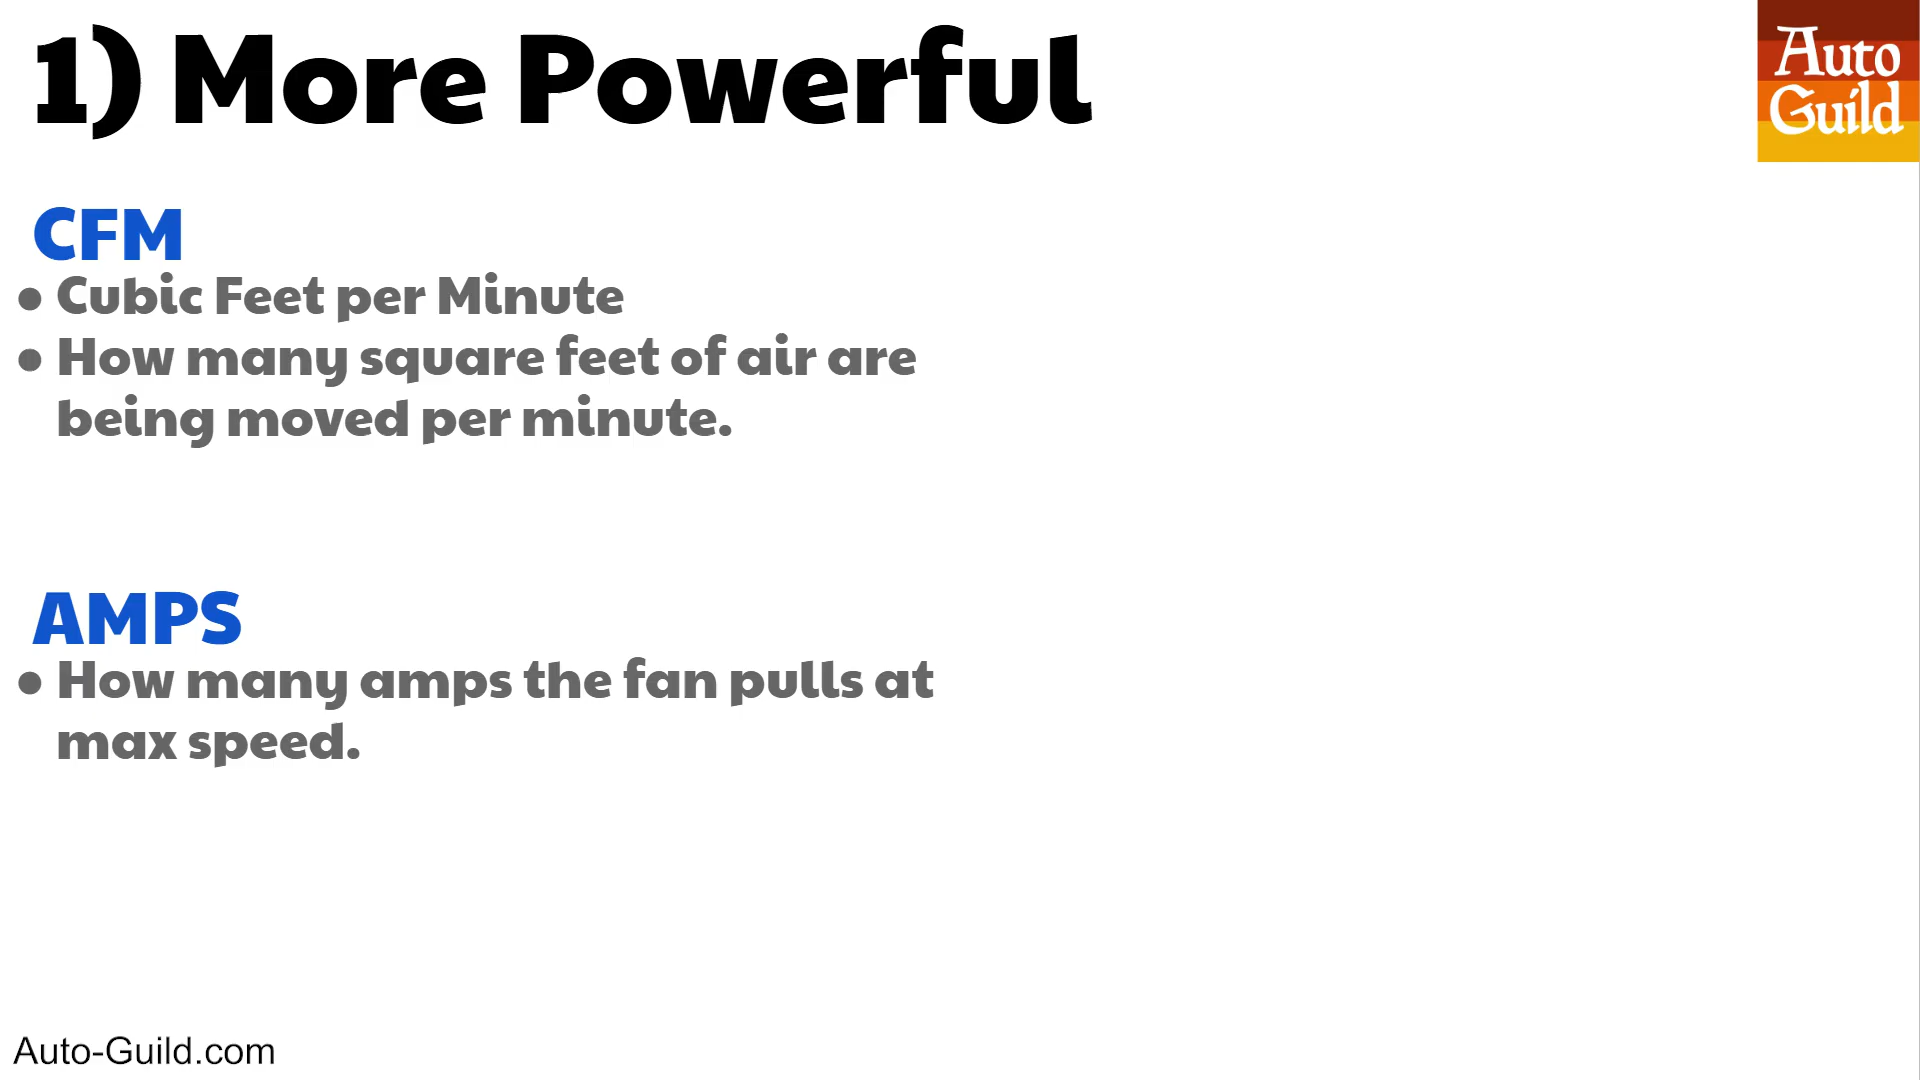 1) More Powerful
Auto
Guild
CFM
● Cubic Feet per Minute
● How many square feet of air are
being moved per minute.
AMPS
● How many amps the fan pulls at
max speed.
Auto-Guild.com